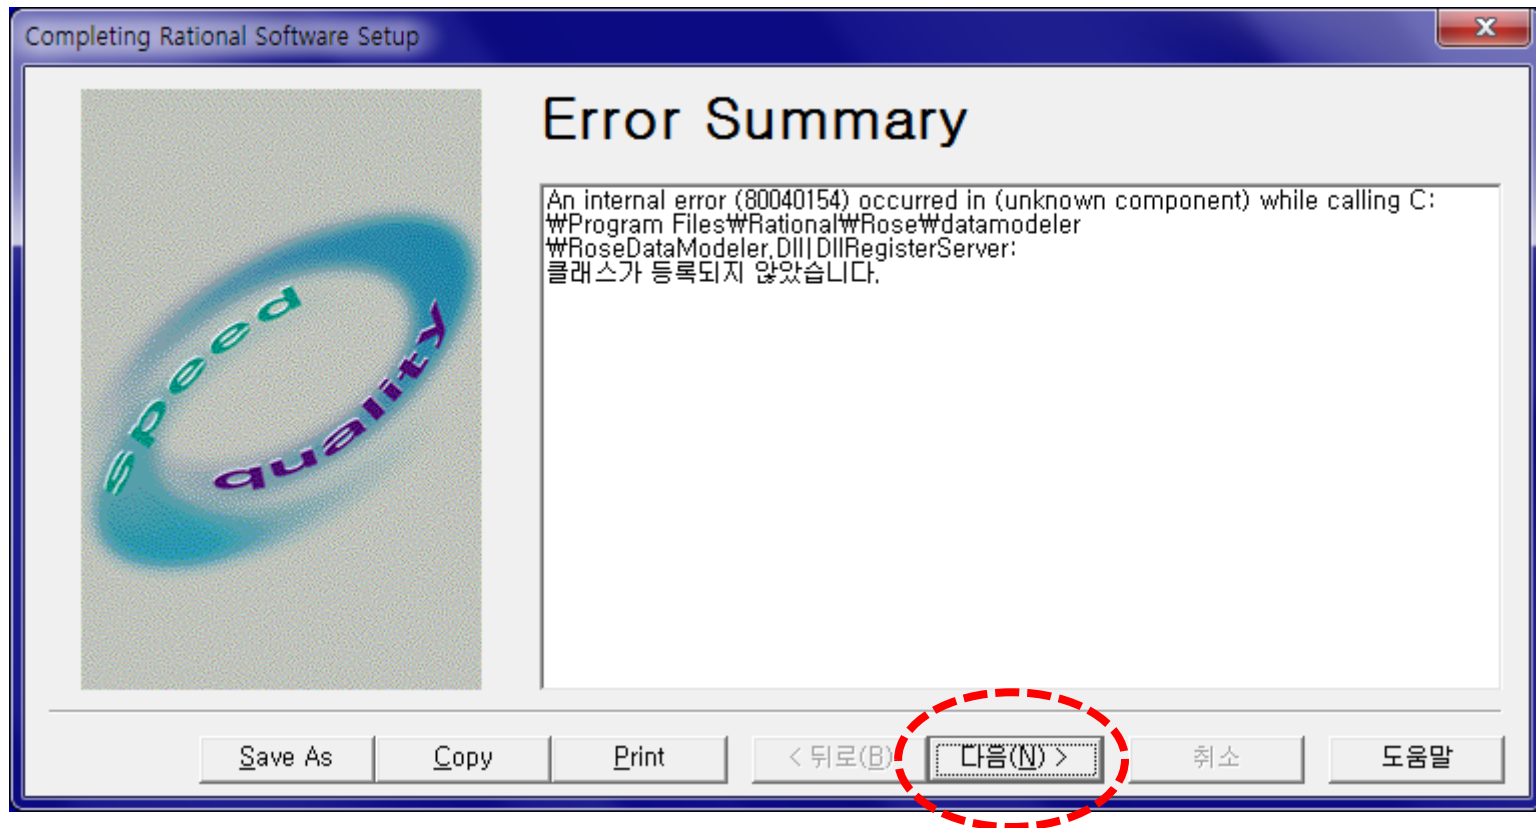 Completing Rational Software Setup
Error Summary
An internal error (80040154) occurred in (unknown component) while calling C:
₩Program Files₩Rational₩Rose₩datamodeler
₩RoseDataModeler.Dll|DllRegisterServer:
클래스가 등록되지 않았습니다.
speed
quality
Save As
Copy
Print
< 뒤로(B)
다음(N) >
취소
도움말